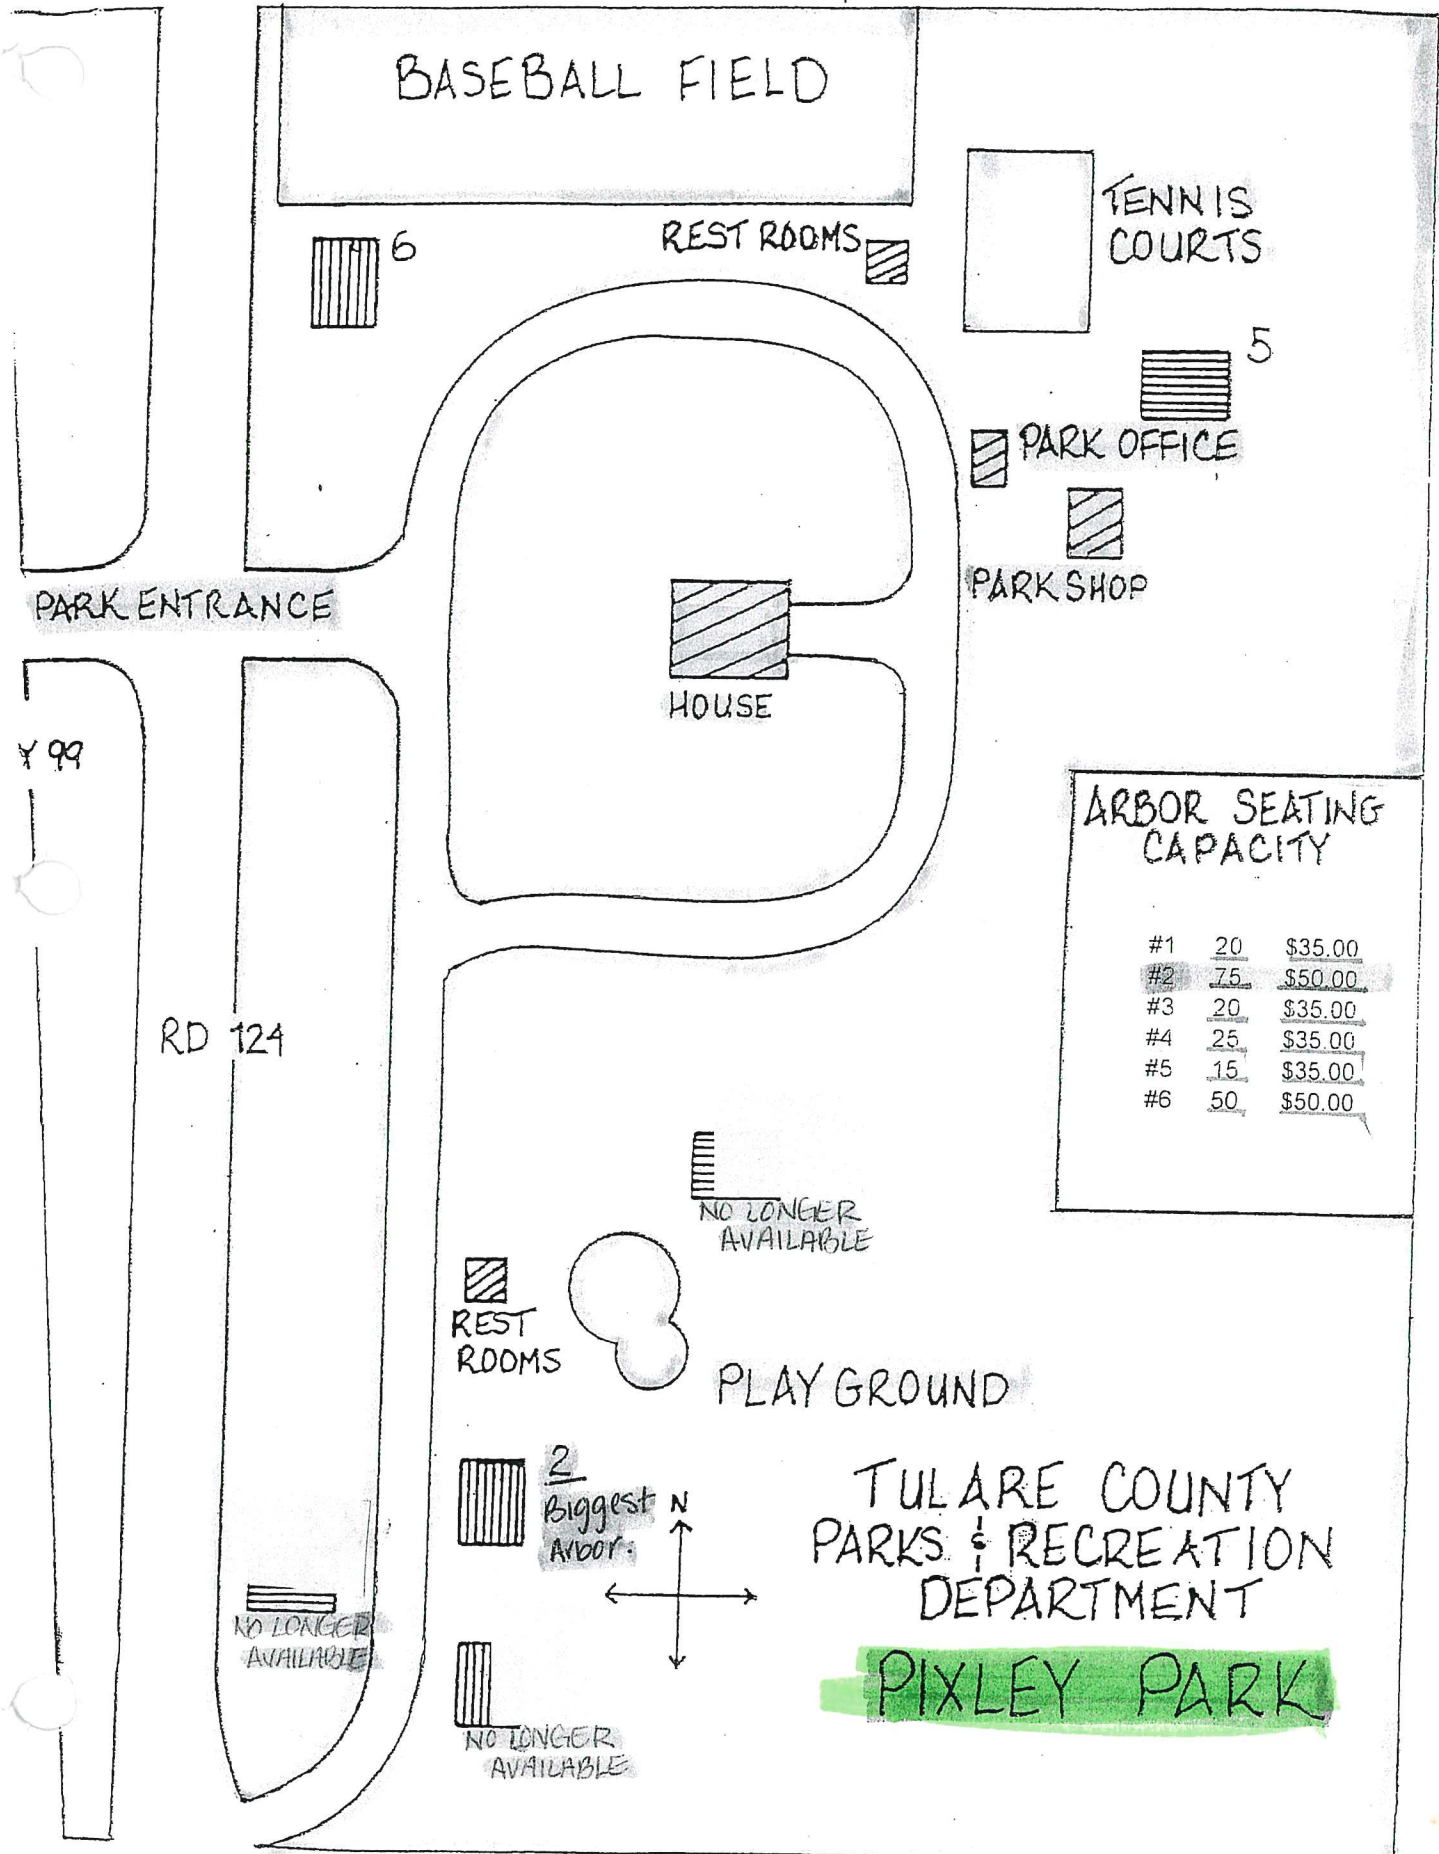 BASEBALL FIELD
TENNIS
COURTS
REST ROOMS
6
5
PARK OFFICE
PARK SHOP
PARK ENTRANCE
HOUSE
Y 99
ARBOR SEATING
CAPACITY
#1 20 $35.00
#2 75 $50.00
#3 20 $35.00
#4 25 $35.00
#5 15 $35.00
#6 50 $50.00
RD 124
NO LONGER
AVAILABLE
REST
ROOMS
PLAY GROUND
2
Biggest
Arbor.
N
TULARE COUNTY
PARKS & RECREATION
DEPARTMENT
NO LONGER
AVAILABLE
PIXLEY PARK
NO LONGER
AVAILABLE